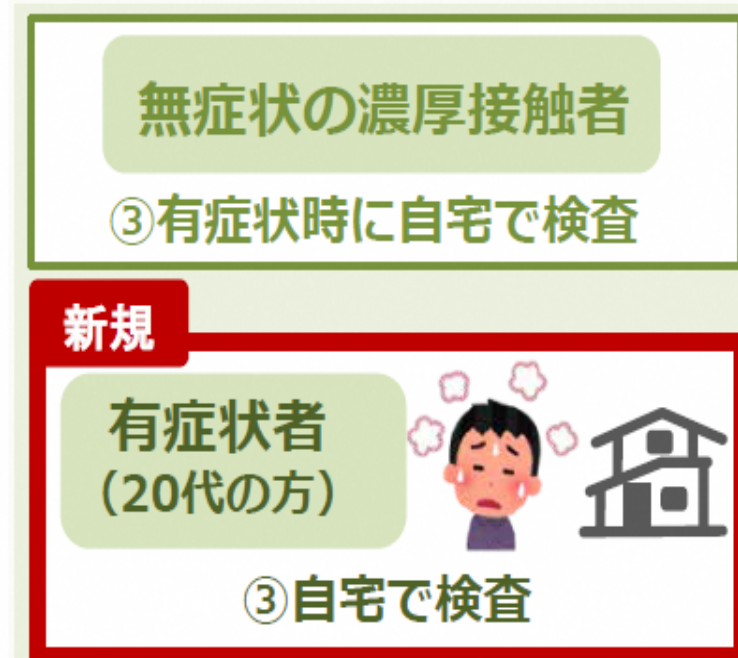 無症状の濃厚接触者
③有症状時に自宅で検査
新規
有症状者
（20代の方）
③自宅で検査